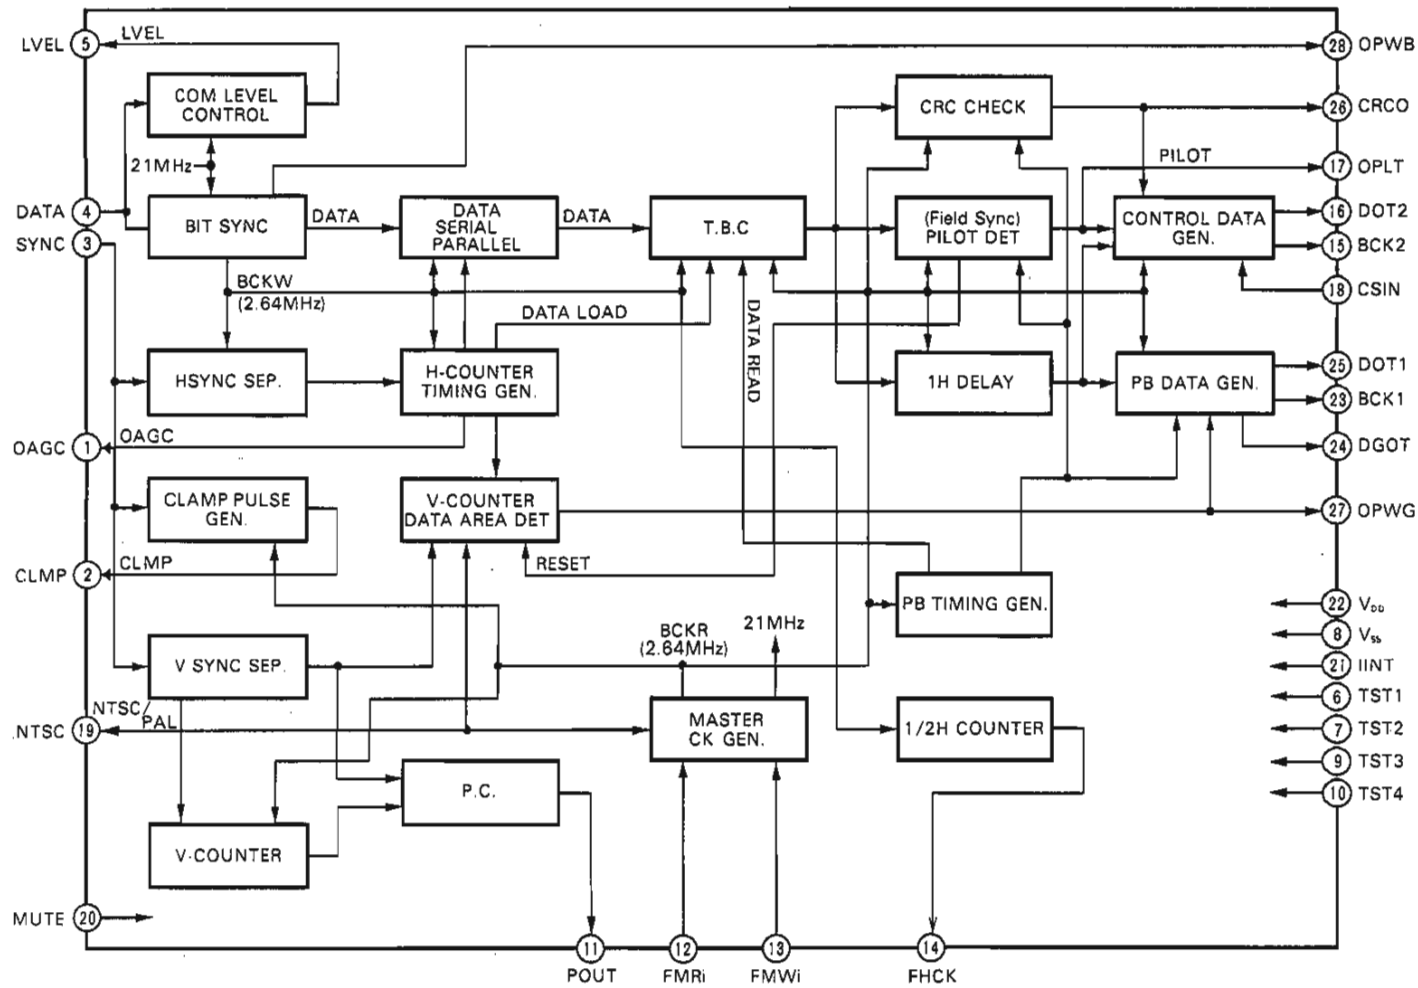 LVEL
5
LVEL
28
OPWB
COM LEVEL
CONTROL
CRC CHECK
26
CRCO
21MHz
PILOT
17
OPLT
DATA
4
BIT SYNC
DATA
DATA
SERIAL
PARALLEL
DATA
T.B.C
(Field Sync)
PILOT DET
CONTROL DATA
GEN.
16
DOT2
SYNC
3
15
BCK2
BCKW
(2.64MHz)
18
CSIN
DATA LOAD
DATA READ
HSYNC SEP.
H-COUNTER
TIMING GEN.
1H DELAY
PB DATA GEN.
25
DOT1
23
BCK1
OAGC
1
OAGC
24
DGOT
CLAMP PULSE
GEN.
V-COUNTER
DATA AREA DET
27
OPWG
CLMP
2
CLMP
RESET
PB TIMING GEN.
22
VDD
BCKR
(2.64MHz)
21MHz
8
VSS
V SYNC SEP.
21
IINT
6
TST1
NTSC/
PAL
NTSC
19
MASTER
CK GEN.
1/2H COUNTER
7
TST2
9
TST3
P.C.
10
TST4
V-COUNTER
MUTE
20
11
12
13
14
POUT
FMRi
FMWi
FHCK